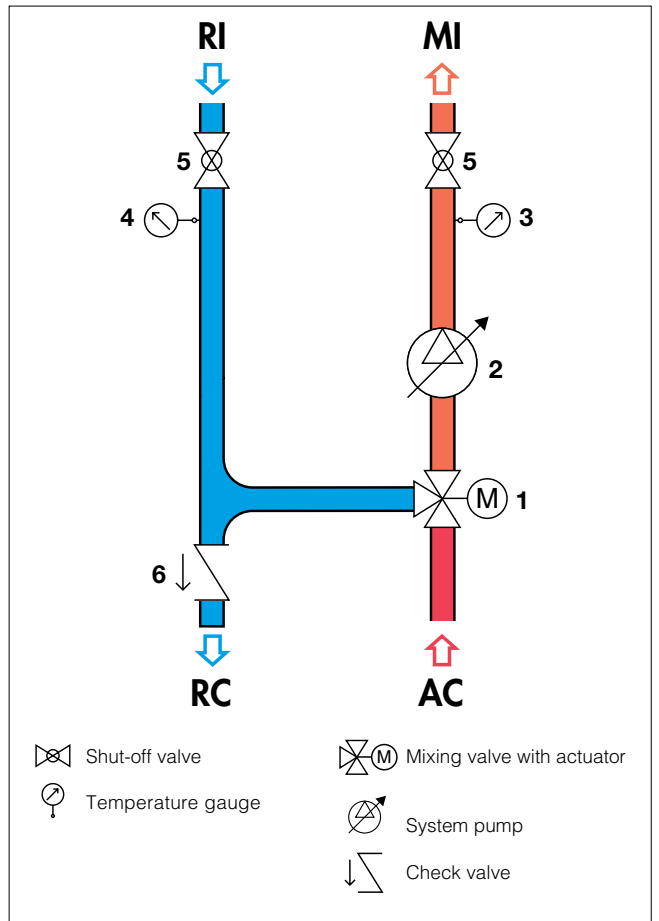 RI MI
5 5
4 3
2
M 1
6
RC AC
Shut-off valve
M Mixing valve with actuator
Temperature gauge
System pump
Check valve